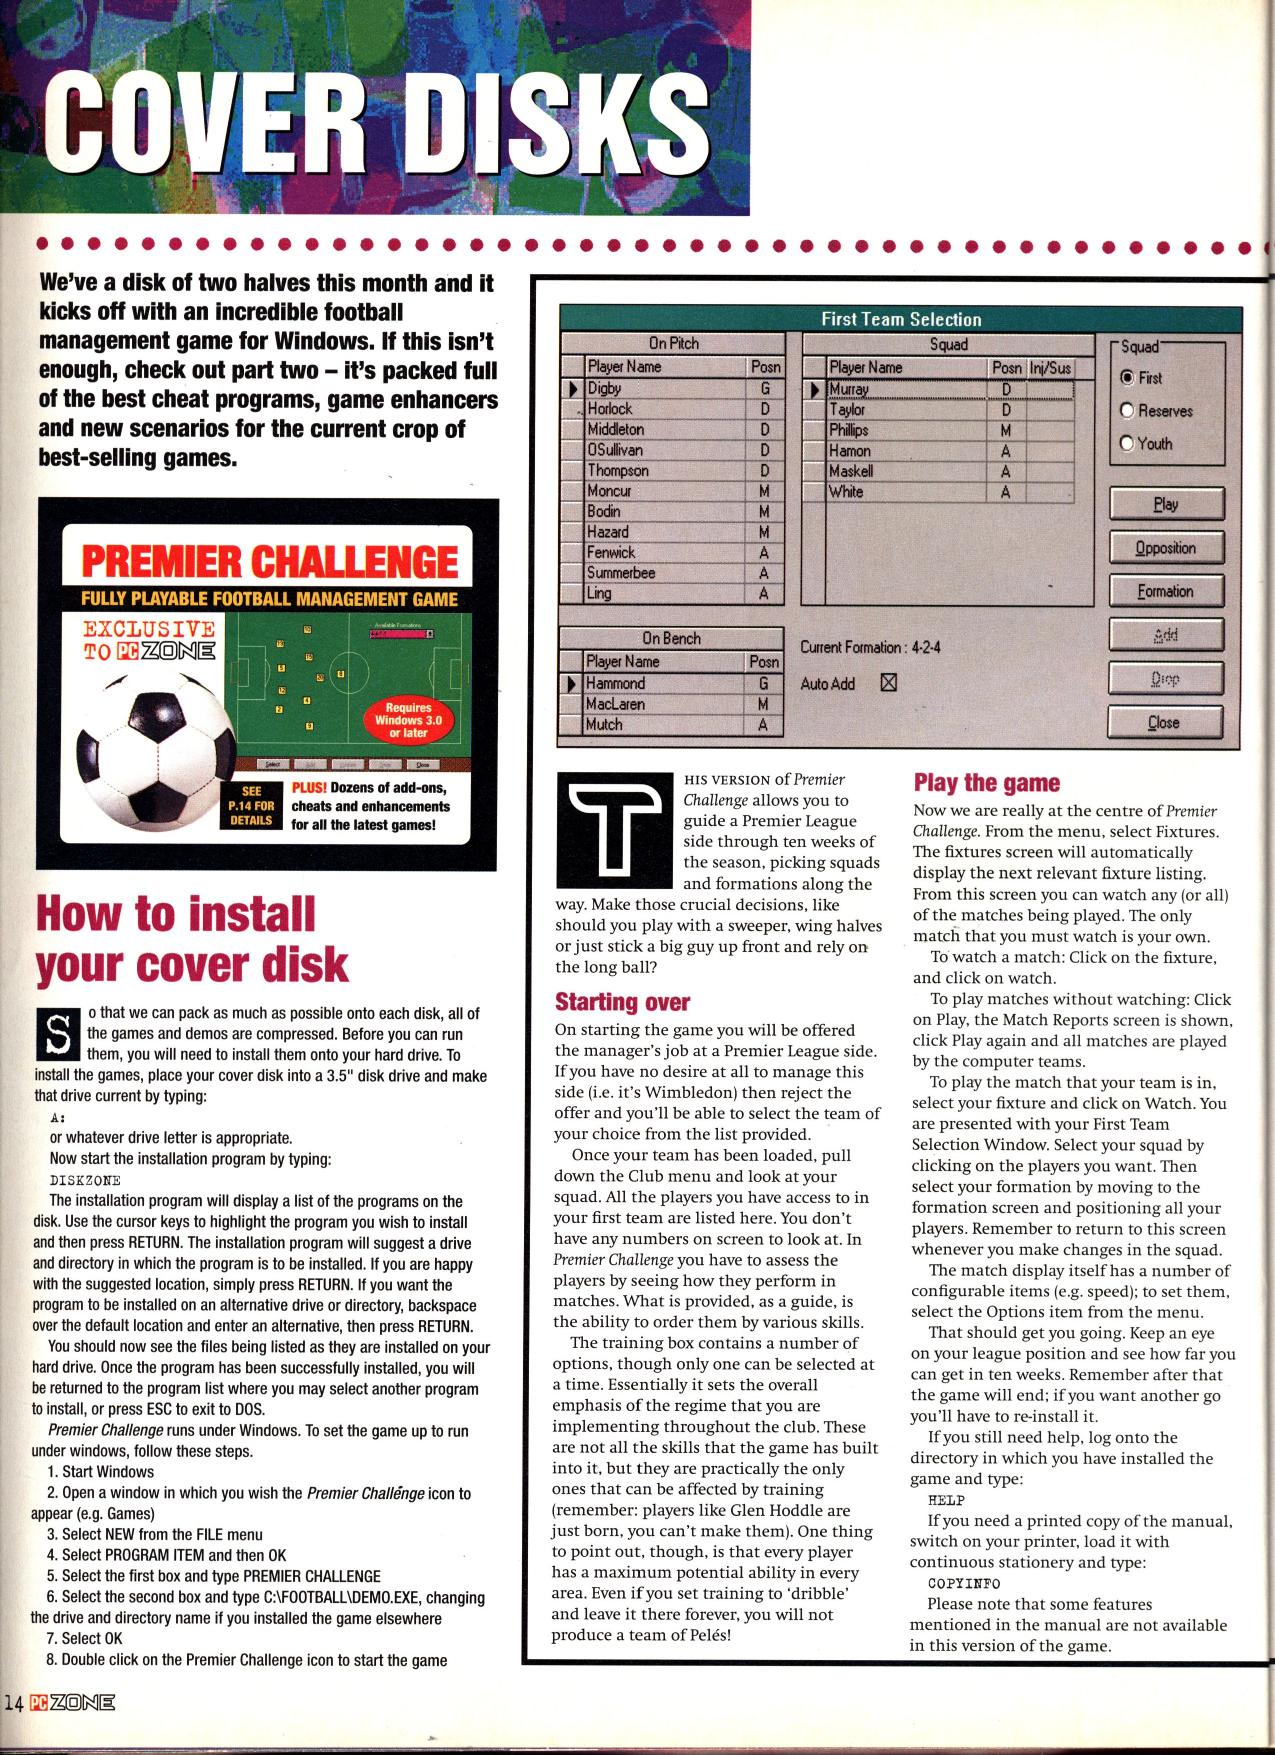 COVER DISKS
We've a disk of two halves this month and it
kicks off with an incredible football
management game for Windows. If this isn't
enough, check out part two – it's packed full
of the best cheat programs, game enhancers
and new scenarios for the current crop of
best-selling games.
PREMIER CHALLENGE
FULLY PLAYABLE FOOTBALL MANAGEMENT GAME
EXCLUSIVE
TO PC ZONE
Available Formations
Requires
Windows 3.0
or later
Select
Close
SEE
P.14 FOR
DETAILS
PLUS! Dozens of add-ons,
cheats and enhancements
for all the latest games!
How to install
your cover disk
So that we can pack as much as possible onto each disk, all of
the games and demos are compressed. Before you can run
them, you will need to install them onto your hard drive. To
install the games, place your cover disk into a 3.5" disk drive and make
that drive current by typing:
A:
or whatever drive letter is appropriate.
Now start the installation program by typing:
DISKZONE
The installation program will display a list of the programs on the
disk. Use the cursor keys to highlight the program you wish to install
and then press RETURN. The installation program will suggest a drive
and directory in which the program is to be installed. If you are happy
with the suggested location, simply press RETURN. If you want the
program to be installed on an alternative drive or directory, backspace
over the default location and enter an alternative, then press RETURN.
You should now see the files being listed as they are installed on your
hard drive. Once the program has been successfully installed, you will
be returned to the program list where you may select another program
to install, or press ESC to exit to DOS.
Premier Challenge runs under Windows. To set the game up to run
under windows, follow these steps.
1. Start Windows
2. Open a window in which you wish the Premier Challenge icon to
appear (e.g. Games)
3. Select NEW from the FILE menu
4. Select PROGRAM ITEM and then OK
5. Select the first box and type PREMIER CHALLENGE
6. Select the second box and type C:\FOOTBALL\DEMO.EXE, changing
the drive and directory name if you installed the game elsewhere
7. Select OK
8. Double click on the Premier Challenge icon to start the game
First Team Selection
On Pitch
Player Name Posn
Digby G
Horlock D
Middleton D
OSullivan D
Thompson D
Moncur M
Bodin M
Hazard M
Fenwick A
Summerbee A
Ling A
On Bench
Player Name Posn
Hammond G
MacLaren M
Mutch A
Squad
Player Name Posn Inj/Sus
Murray D
Taylor D
Phillips M
Hamon A
Maskell A
White A
Current Formation : 4-2-4
Auto Add
Squad
First
Reserves
Youth
Play
Opposition
Formation
Add
Drop
Close
THIS VERSION of Premier
Challenge allows you to
guide a Premier League
side through ten weeks of
the season, picking squads
and formations along the
way. Make those crucial decisions, like
should you play with a sweeper, wing halves
or just stick a big guy up front and rely on
the long ball?
Starting over
On starting the game you will be offered
the manager's job at a Premier League side.
If you have no desire at all to manage this
side (i.e. it's Wimbledon) then reject the
offer and you'll be able to select the team of
your choice from the list provided.
Once your team has been loaded, pull
down the Club menu and look at your
squad. All the players you have access to in
your first team are listed here. You don't
have any numbers on screen to look at. In
Premier Challenge you have to assess the
players by seeing how they perform in
matches. What is provided, as a guide, is
the ability to order them by various skills.
The training box contains a number of
options, though only one can be selected at
a time. Essentially it sets the overall
emphasis of the regime that you are
implementing throughout the club. These
are not all the skills that the game has built
into it, but they are practically the only
ones that can be affected by training
(remember: players like Glen Hoddle are
just born, you can't make them). One thing
to point out, though, is that every player
has a maximum potential ability in every
area. Even if you set training to 'dribble'
and leave it there forever, you will not
produce a team of Pelés!
Play the game
Now we are really at the centre of Premier
Challenge. From the menu, select Fixtures.
The fixtures screen will automatically
display the next relevant fixture listing.
From this screen you can watch any (or all)
of the matches being played. The only
match that you must watch is your own.
To watch a match: Click on the fixture,
and click on watch.
To play matches without watching: Click
on Play, the Match Reports screen is shown,
click Play again and all matches are played
by the computer teams.
To play the match that your team is in,
select your fixture and click on Watch. You
are presented with your First Team
Selection Window. Select your squad by
clicking on the players you want. Then
select your formation by moving to the
formation screen and positioning all your
players. Remember to return to this screen
whenever you make changes in the squad.
The match display itself has a number of
configurable items (e.g. speed); to set them,
select the Options item from the menu.
That should get you going. Keep an eye
on your league position and see how far you
can get in ten weeks. Remember after that
the game will end; if you want another go
you'll have to re-install it.
If you still need help, log onto the
directory in which you have installed the
game and type:
HELP
If you need a printed copy of the manual,
switch on your printer, load it with
continuous stationery and type:
COPYINFO
Please note that some features
mentioned in the manual are not available
in this version of the game.
14 PC ZONE